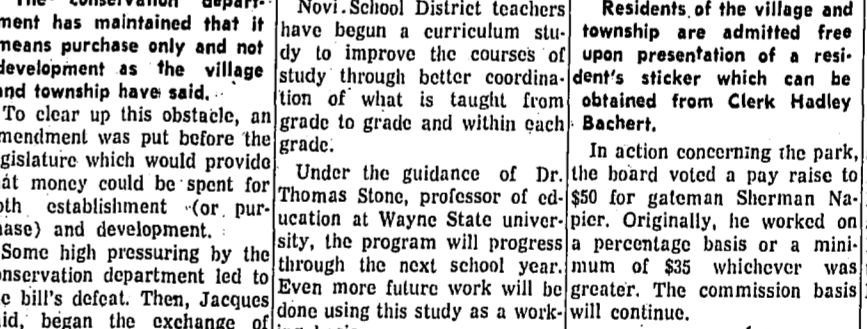 The conservation depart-
ment has maintained that it
means purchase only and not
development as the village
and township have said.
To clear up this obstacle, an
mendment was put before the
gislature which would provide
at money could be spent for
oth establishment (or pur-
hase) and development.
Some high pressuring by the
onservation department led to
e bill's defeat. Then, Jacques
aid, began the exchange of
Novi School District teachers
have begun a curriculum stu-
dy to improve the courses of
study through better coordina-
tion of what is taught from
grade to grade and within each
grade.
Under the guidance of Dr.
Thomas Stone, professor of ed-
ucation at Wayne State univer-
sity, the program will progress
through the next school year.
Even more future work will be
done using this study as a work-
ing basis
Residents of the village and
township are admitted free
upon presentation of a resi-
dent's sticker which can be
obtained from Clerk Hadley
Bachert.
In action concerning the park,
the board voted a pay raise to
$50 for gateman Sherman Na-
pier. Originally, he worked on
a percentage basis or a mini-
mum of $35 whichever was
greater. The commission basis
will continue.